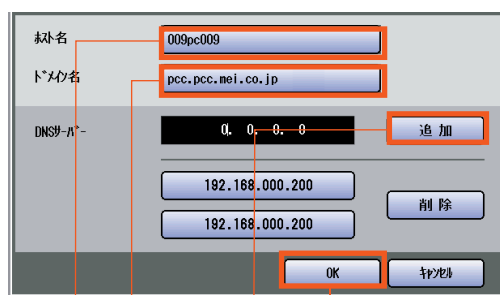 ﾎｽﾄ名 009pc009
ﾄﾞﾒｲﾝ名 pcc.pcc.mei.co.jp
DNSｻｰﾊﾞｰ 0. 0. 0. 0 追 加
192.168.000.200
削 除
192.168.000.200
OK ｷｬﾝｾﾙ